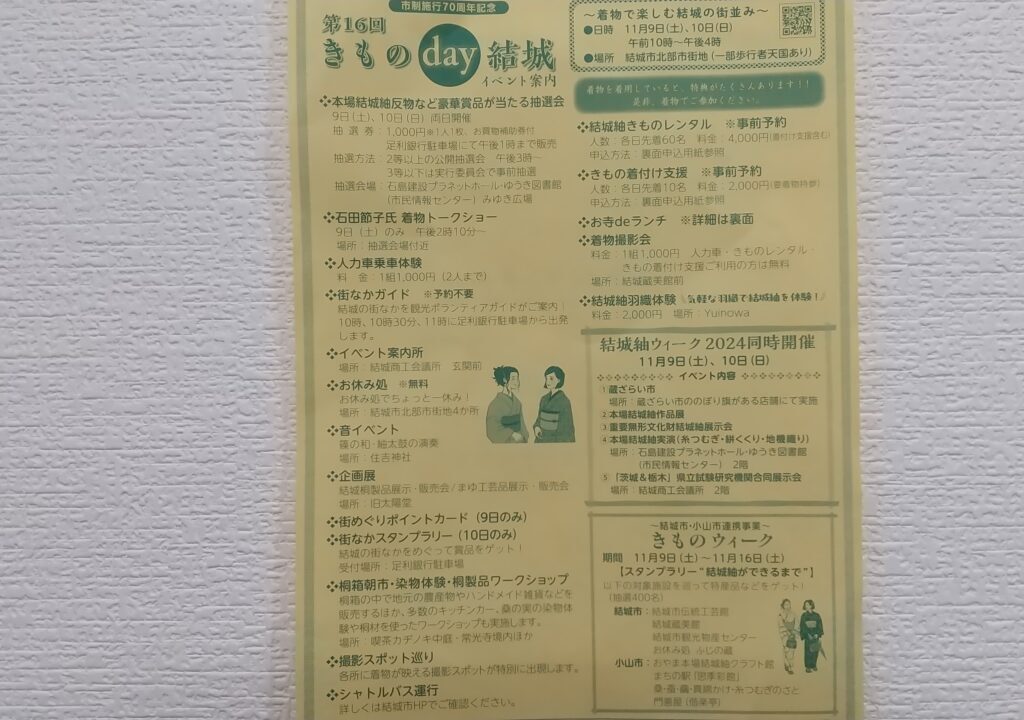 市制施行70周年記念
第16回
きもの day 結城
イベント案内
❖本場結城紬反物など豪華賞品が当たる抽選会
9日(土)、10日(日) 両日開催
抽選券：1,000円※1人1枚、お買物補助券付
足利銀行駐車場にて午後1時まで販売
抽選方法：2等以上の公開抽選会 午後3時～
3等以下は実行委員会で事前抽選
抽選会場：石島建設プラネットホール・ゆうき図書館
(市民情報センター) みゆき広場
❖石田節子氏 着物トークショー
9日（土）のみ 午後2時10分～
場所：抽選会場付近
❖人力車乗車体験
料 金：1組1,000円（2人まで）
❖街なかガイド ※予約不要
結城の街なかを観光ボランティアガイドがご案内！
10時、10時30分、11時に足利銀行駐車場から出発
します。
❖イベント案内所
場所：結城商工会議所 玄関前
❖お休み処 ※無料
お休み処でちょっと一休み！
場所：結城市北部市街地4か所
❖音イベント
篠の和・細太鼓の演奏
場所：住吉神社
❖企画展
結城桐製品展示・販売会/まゆ工芸品展示・販売会
場所：旧太陽堂
❖街めぐりポイントカード（9日のみ）
❖街なかスタンプラリー（10日のみ）
結城の街なかをめぐって賞品をゲット！
受付場所：足利銀行駐車場
❖桐箱朝市・染物体験・桐製品ワークショップ
桐箱の中で地元の農産物やハンドメイド雑貨などを
販売するほか、多数のキッチンカー、桑の実の染物体
験や桐材を使ったワークショップも実施します。
場所：喫茶カヂノキ中庭・常光寺境内ほか
❖撮影スポット巡り
各所に着物が映える撮影スポットが特別に出現します。
❖シャトルバス運行
詳しくは結城市HPでご確認ください。
～着物で楽しむ結城の街並み～
●日時 11月9日(土)、10日(日)
午前10時～午後4時
●場所 結城市北部市街地（一部歩行者天国あり）
着物を着用していると、特典がたくさんあります！！
是非、着物でご参加ください。
❖結城紬きものレンタル ※事前予約
人数：各日先着60名 料金：4,000円(着付け支援含む)
申込方法：裏面申込用紙参照
❖きもの着付け支援 ※事前予約
人数：各日先着10名 料金：2,000円(要着物持参)
申込方法：裏面申込用紙参照
❖お寺deランチ ※詳細は裏面
❖着物撮影会
料金：1組1,000円 人力車・きものレンタル・
きもの着付け支援ご利用の方は無料
場所：結城蔵美館前
❖結城紬羽織体験 気軽な羽織で結城紬を体験！
料金：2,000円 場所：Yuinowa
結城紬ウィーク2024同時開催
11月9日(土)、10日(日)
イベント内容
①蔵ざらい市
場所：蔵ざらい市ののぼり旗がある店舗にて実施
②本場結城紬作品展
③重要無形文化財結城紬展示会
④本場結城紬実演(糸つむぎ・絣くくり・地機織り)
場所：石島建設プラネットホール・ゆうき図書館
(市民情報センター) 2階
⑤「茨城＆栃木」県立試験研究機関合同展示会
場所：結城商工会議所 2階
～結城市・小山市連携事業～
きものウィーク
期間 11月9日(土)～11月16日(土)
【スタンプラリー“結城紬ができるまで”】
以下の対象施設を巡って特産品などをゲット！
(抽選400名)
結城市：結城市伝統工芸館
結城蔵美館
結城市観光物産センター
お休み処 ふじの蔵
小山市：おやま本場結城紬クラフト館
まちの駅「思季彩館」
桑・蚕・繭・真綿かけ・糸つむぎのさと